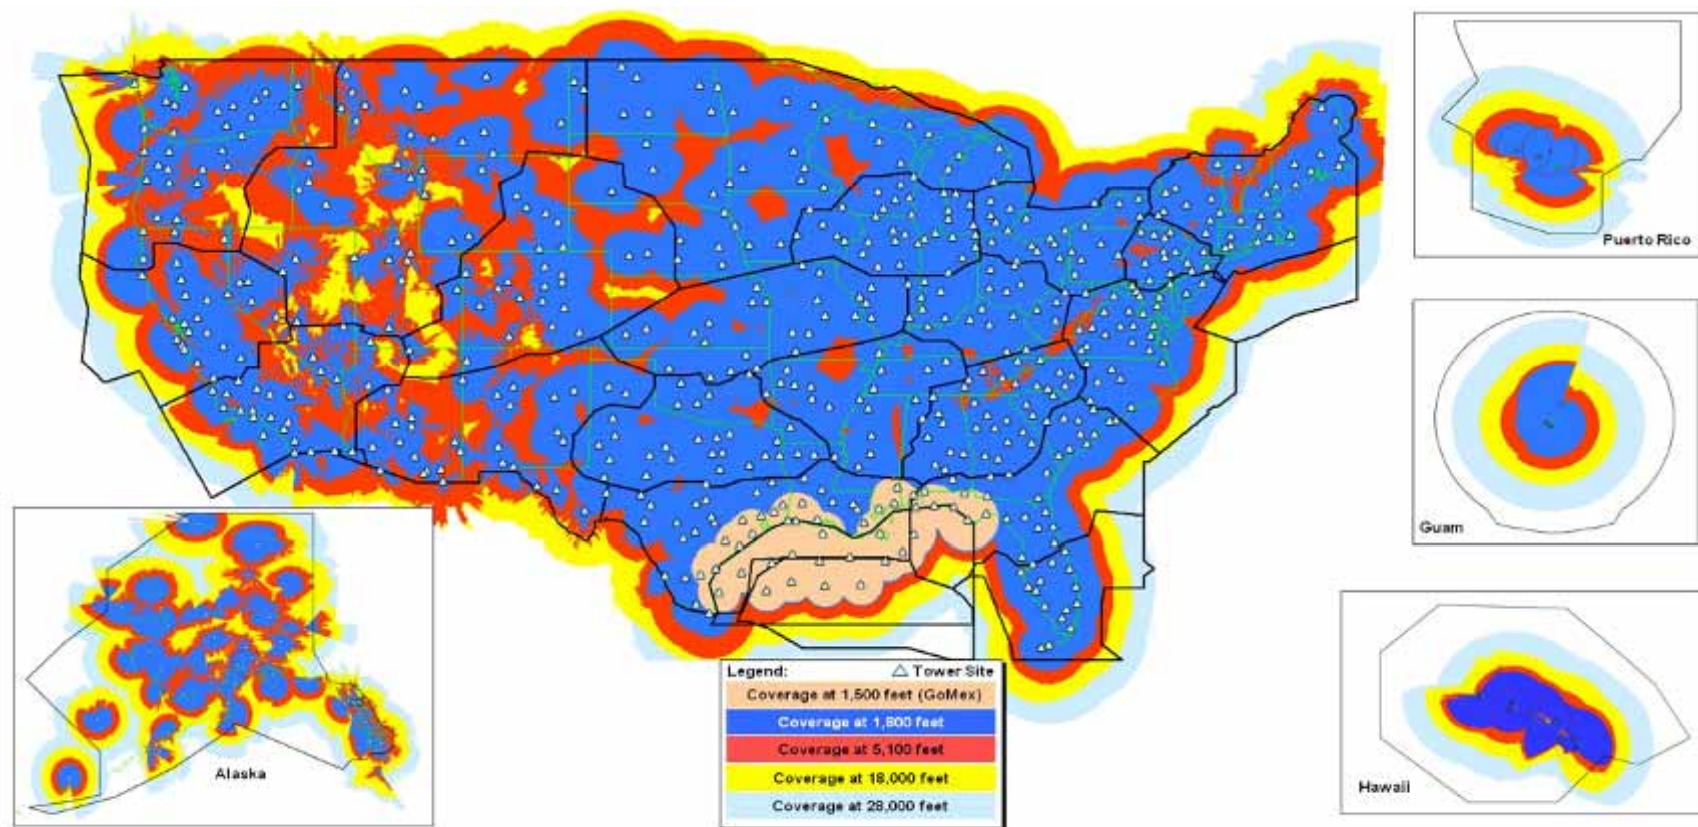 Puerto Rico
Guam
Alaska
Hawaii
Legend: Tower Site
Coverage at 1,500 feet (GoMex)
Coverage at 1,800 feet
Coverage at 5,100 feet
Coverage at 18,000 feet
Coverage at 28,000 feet